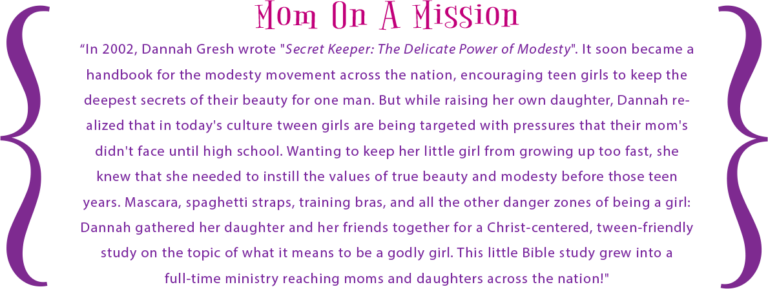 Mom On A Mission
“In 2002, Dannah Gresh wrote "Secret Keeper: The Delicate Power of Modesty". It soon became a
handbook for the modesty movement across the nation, encouraging teen girls to keep the
deepest secrets of their beauty for one man. But while raising her own daughter, Dannah re-
alized that in today's culture tween girls are being targeted with pressures that their mom's
didn't face until high school. Wanting to keep her little girl from growing up too fast, she
knew that she needed to instill the values of true beauty and modesty before those teen
years. Mascara, spaghetti straps, training bras, and all the other danger zones of being a girl:
Dannah gathered her daughter and her friends together for a Christ-centered, tween-friendly
study on the topic of what it means to be a godly girl. This little Bible study grew into a
full-time ministry reaching moms and daughters across the nation!"